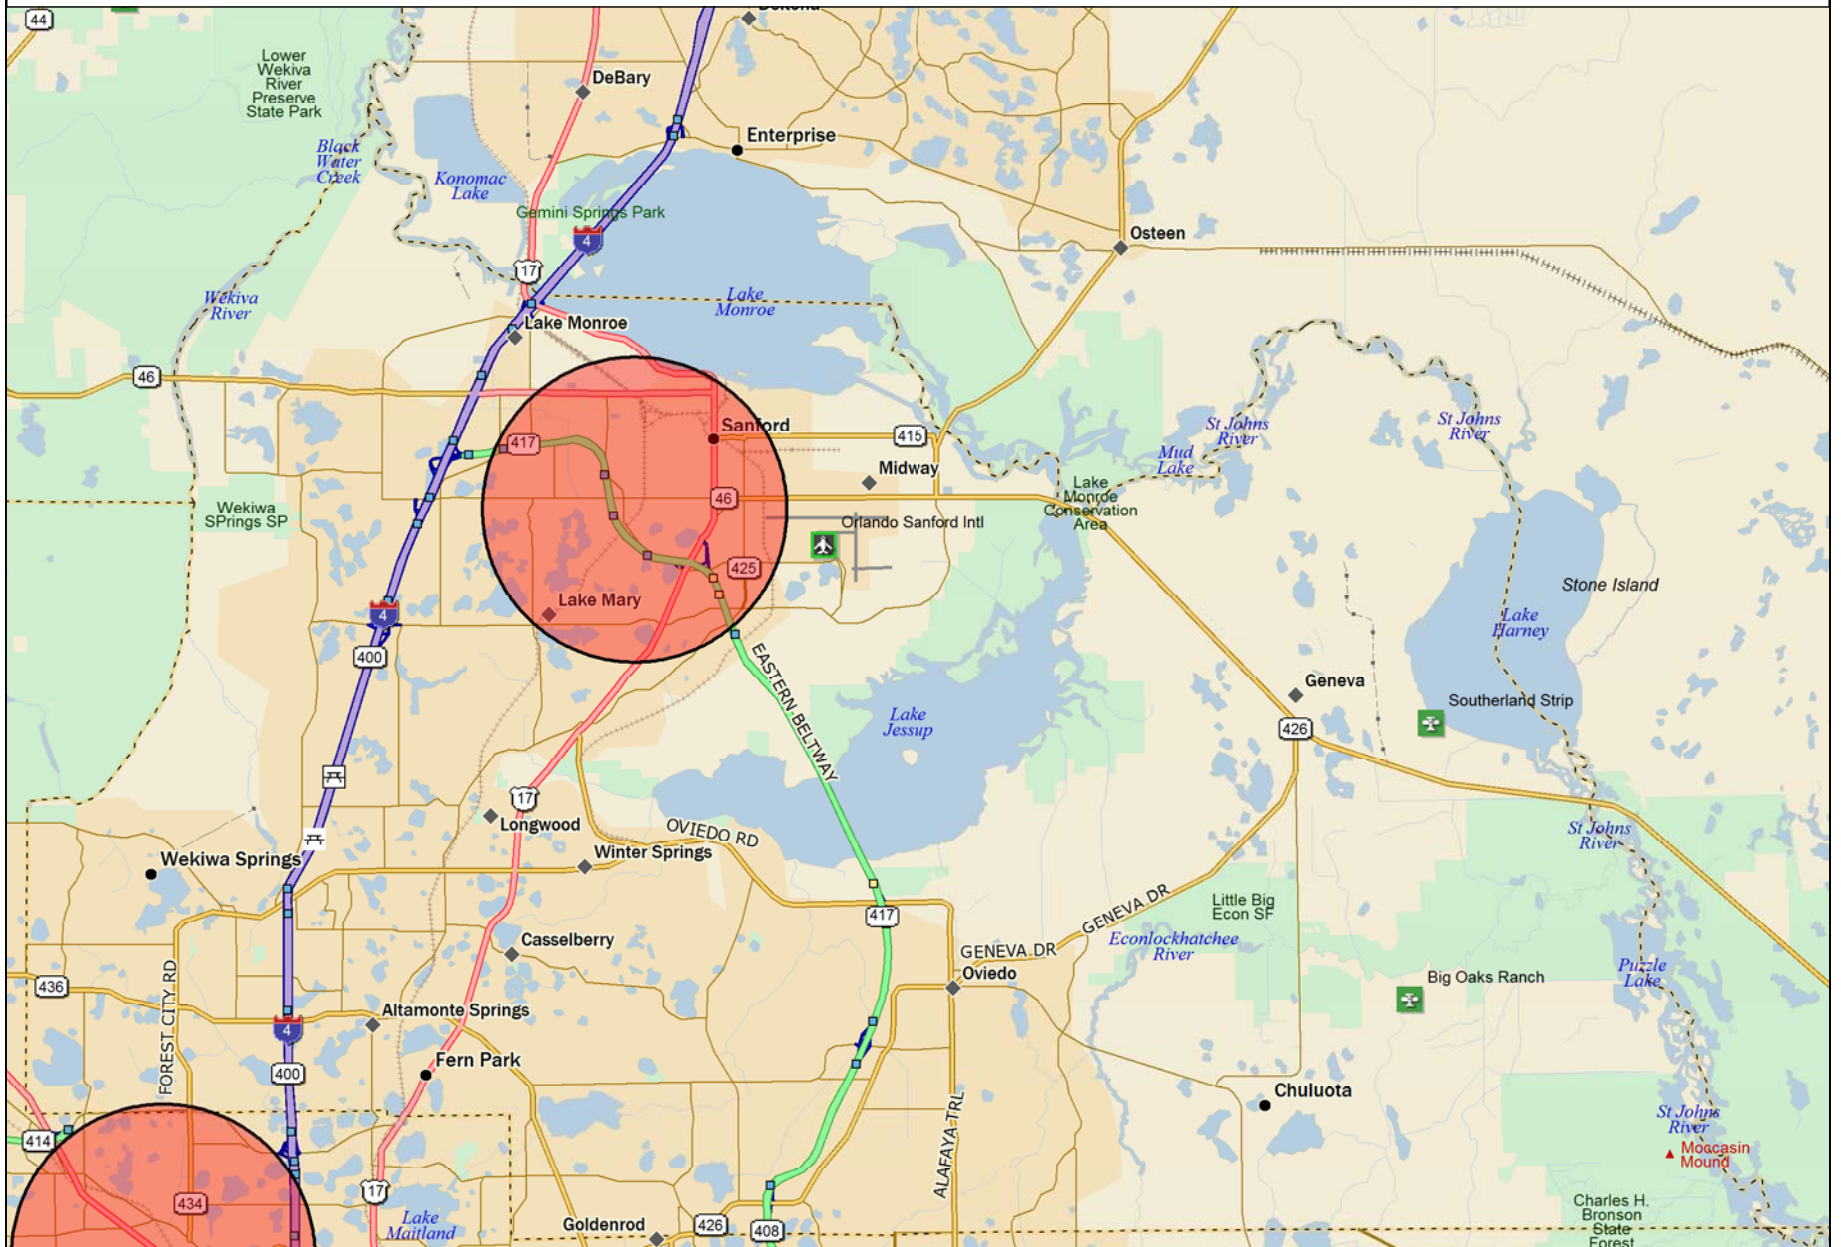 44
Deltona
DeBary
Lower
Wekiva
River
Preserve
State Park
Enterprise
Black
Water
Creek
Konomac
Lake
Gemini Springs Park
4
Osteen
17
Wekiva
River
Lake
Monroe
Lake Monroe
46
St Johns
River
St Johns
River
417
Sanford
415
Midway
Mud
Lake
46
Lake
Monroe
Conservation
Area
Wekiwa
SPrings SP
Orlando Sanford Intl
425
Stone Island
Lake Mary
4
Lake
Harney
400
EASTERN BELTWAY
Geneva
Southerland Strip
Lake
Jessup
426
17
Longwood
OVIEDO RD
St Johns
River
Winter Springs
Wekiwa Springs
GENEVA DR
Little Big
Econ SF
417
Casselberry
Econlockhatchee
River
GENEVA DR
Oviedo
Puzzle
Lake
Big Oaks Ranch
436
FOREST CITY RD
Altamonte Springs
4
Fern Park
400
Chuluota
ALAFAYA TRL
St Johns
River
414
Moccasin
Mound
17
434
Lake
Maitland
Goldenrod
426
408
Charles H.
Bronson
State
Forest